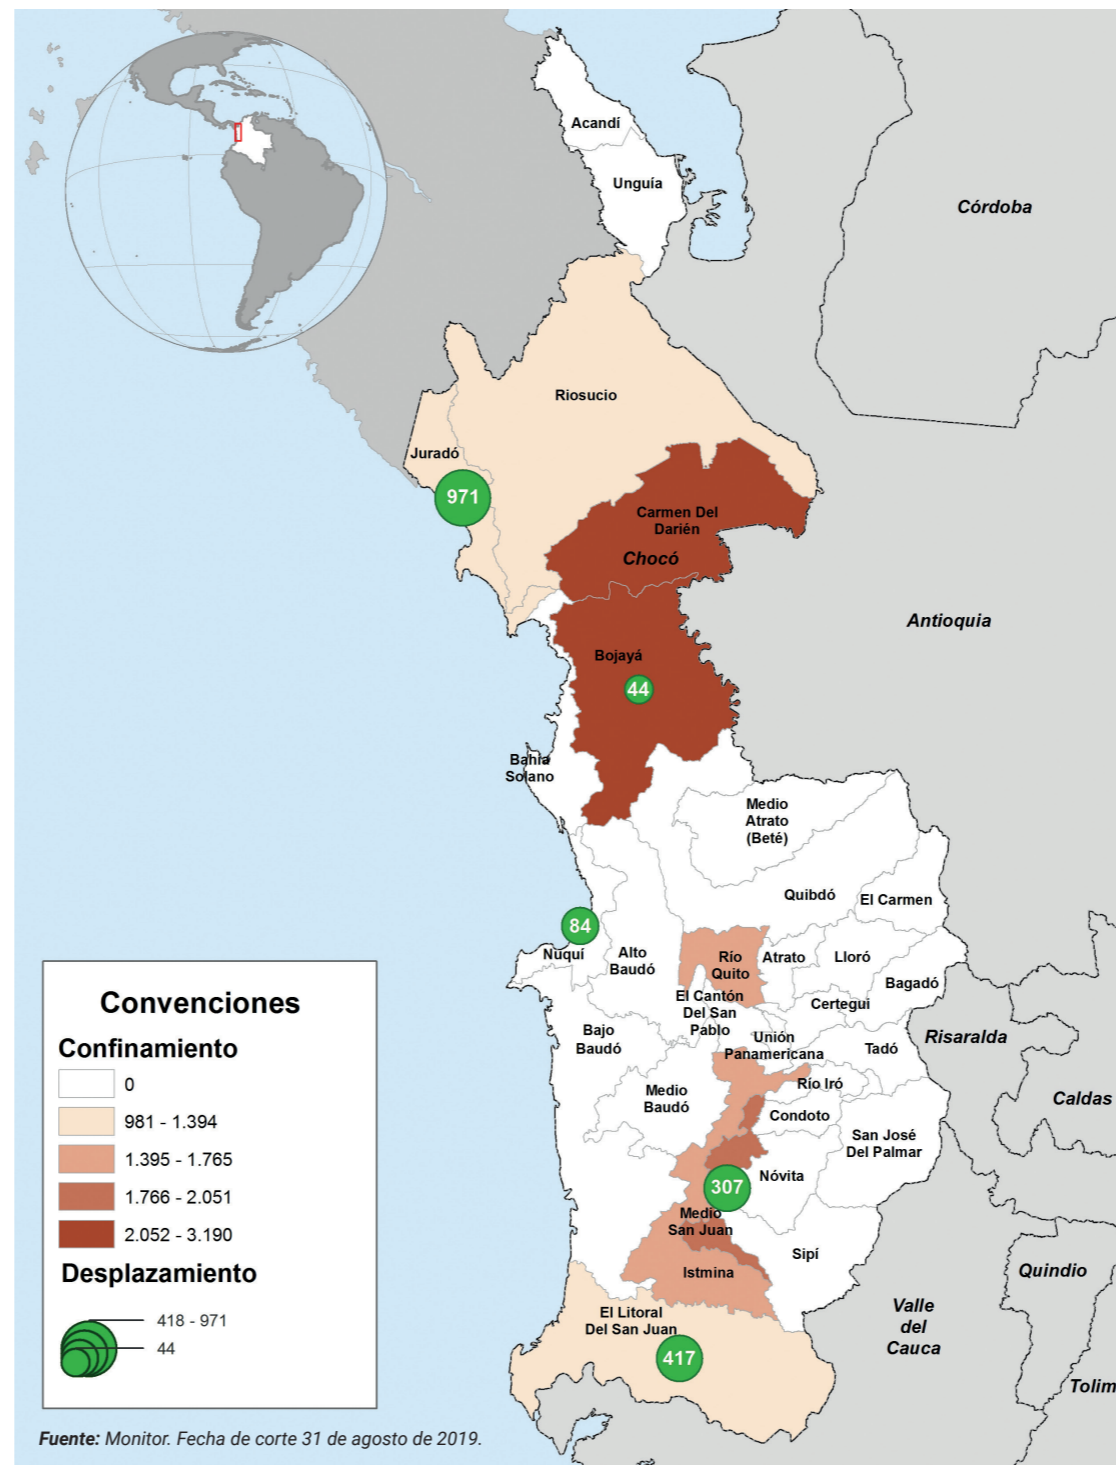 Acandí
Unguía
Córdoba
Riosucio
Juradó
971
Carmen Del
Darién
Chocó
Antioquia
Bojayá
44
Bahía
Solano
Medio
Atrato
(Beté)
Quibdó
El Carmen
84
Nuquí
Alto
Baudó
Río
Quito
Atrato
Lloró
Bagadó
El Cantón
Del San
Pablo
Certegui
Bajo
Baudó
Unión
Panamericana
Tadó
Risaralda
Medio
Baudó
Río Iró
Condoto
Caldas
San José
Del Palmar
Nóvita
307
Medio
San Juan
Sipí
Istmina
Quindio
El Litoral
Del San Juan
417
Valle
del
Cauca
Tolim
Convenciones
Confinamiento
0
981 - 1.394
1.395 - 1.765
1.766 - 2.051
2.052 - 3.190
Desplazamiento
418 - 971
44
Fuente: Monitor. Fecha de corte 31 de agosto de 2019.